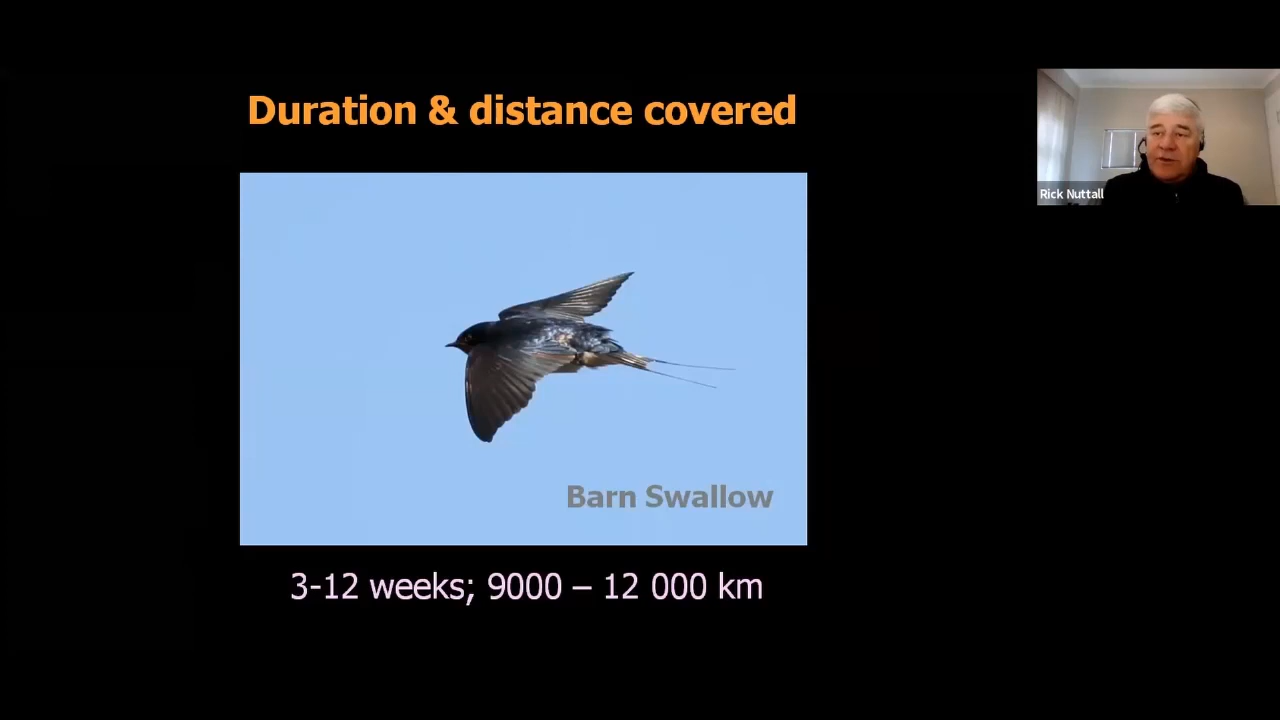 Duration & distance covered
Rick Nuttall
Barn Swallow
3-12 weeks; 9000 – 12 000 km